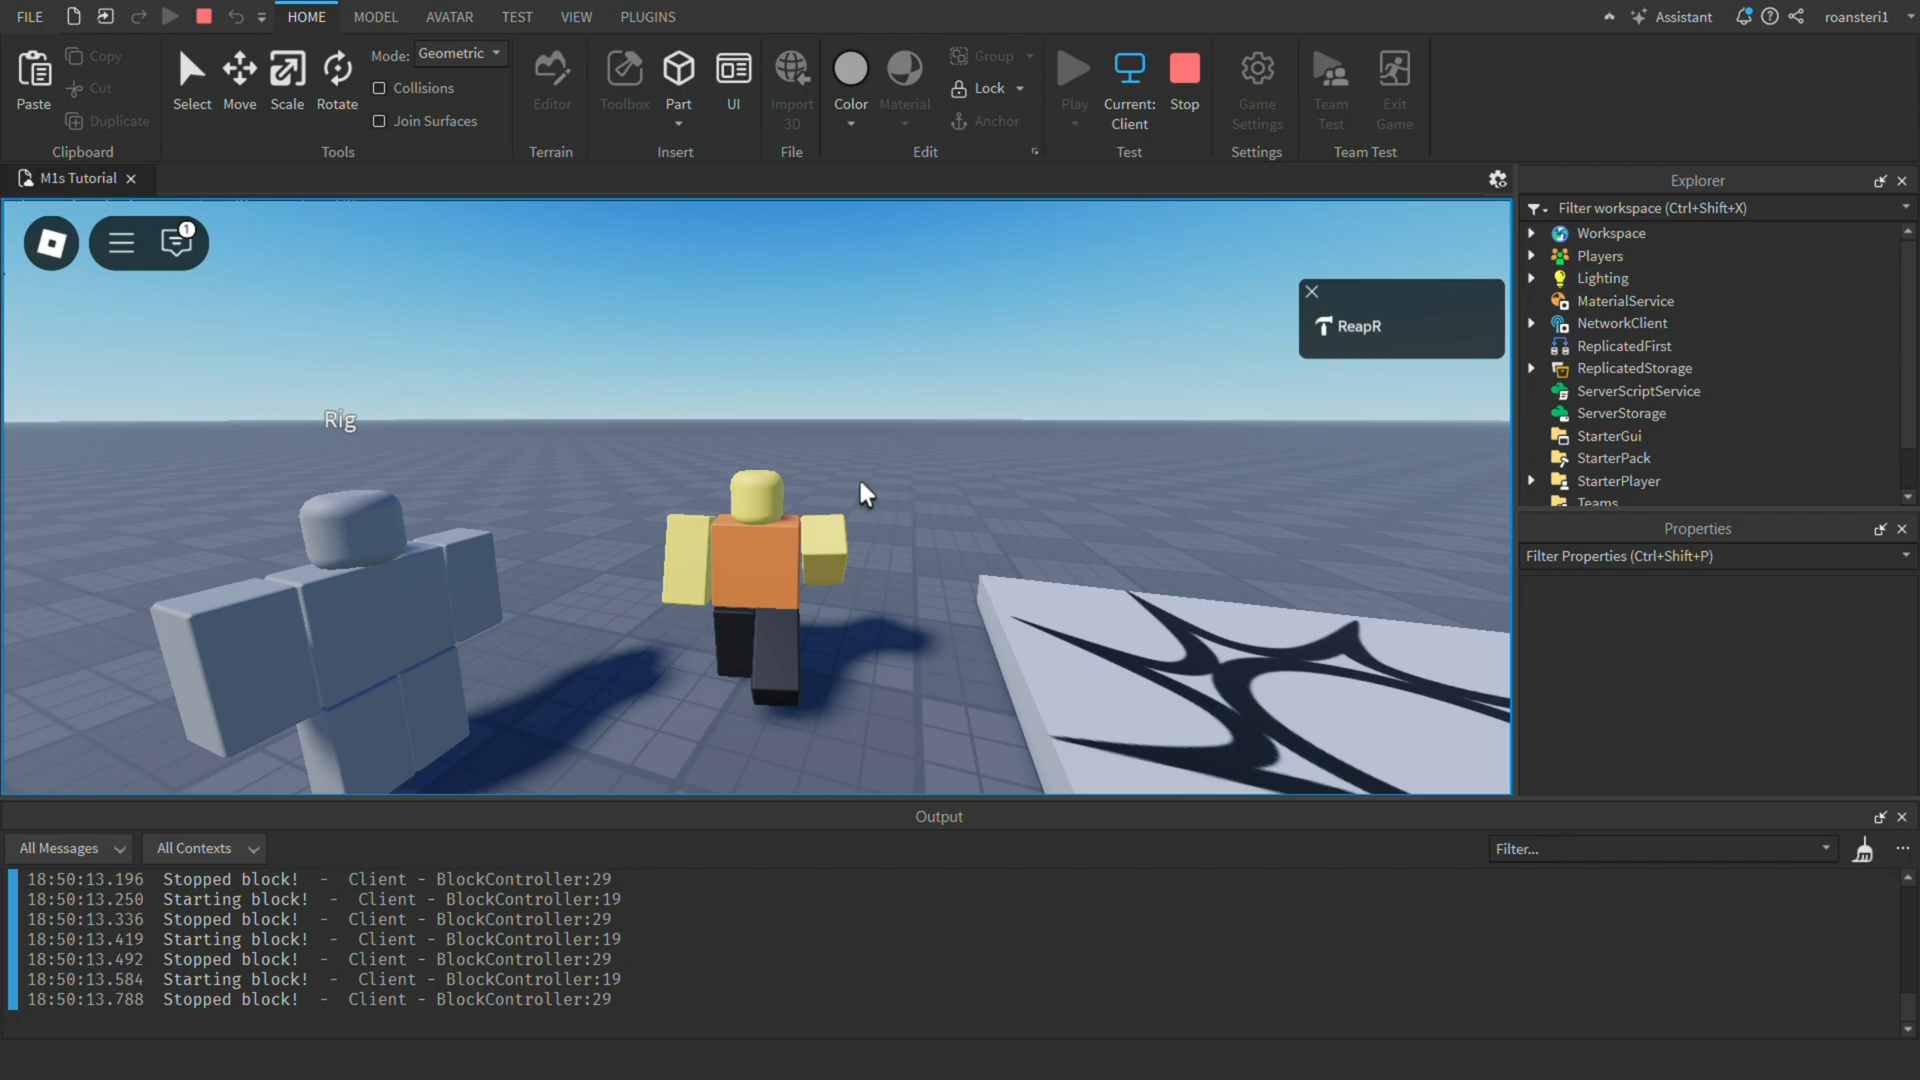 FILE HOME MODEL AVATAR TEST VIEW PLUGINS Assistant roansteri1
Paste Copy Cut Duplicate
Clipboard
Select Move Scale Rotate
Mode: Geometric
Collisions
Join Surfaces
Tools
Editor
Terrain
Toolbox Part UI
Insert
Import
3D
File
Color Material
Group
Lock
Anchor
Edit
Play Current:
Client
Stop
Test
Game
Settings
Settings
Team
Test
Exit
Game
Team Test
M1s Tutorial
1
Rig
ReapR
Explorer
Filter workspace (Ctrl+Shift+X)
Workspace
Players
Lighting
MaterialService
NetworkClient
ReplicatedFirst
ReplicatedStorage
ServerScriptService
ServerStorage
StarterGui
StarterPack
StarterPlayer
Teams
Properties
Filter Properties (Ctrl+Shift+P)
Output
All Messages All Contexts Filter...
18:50:13.196 Stopped block! - Client - BlockController:29
18:50:13.250 Starting block! - Client - BlockController:19
18:50:13.336 Stopped block! - Client - BlockController:29
18:50:13.419 Starting block! - Client - BlockController:19
18:50:13.492 Stopped block! - Client - BlockController:29
18:50:13.584 Starting block! - Client - BlockController:19
18:50:13.788 Stopped block! - Client - BlockController:29